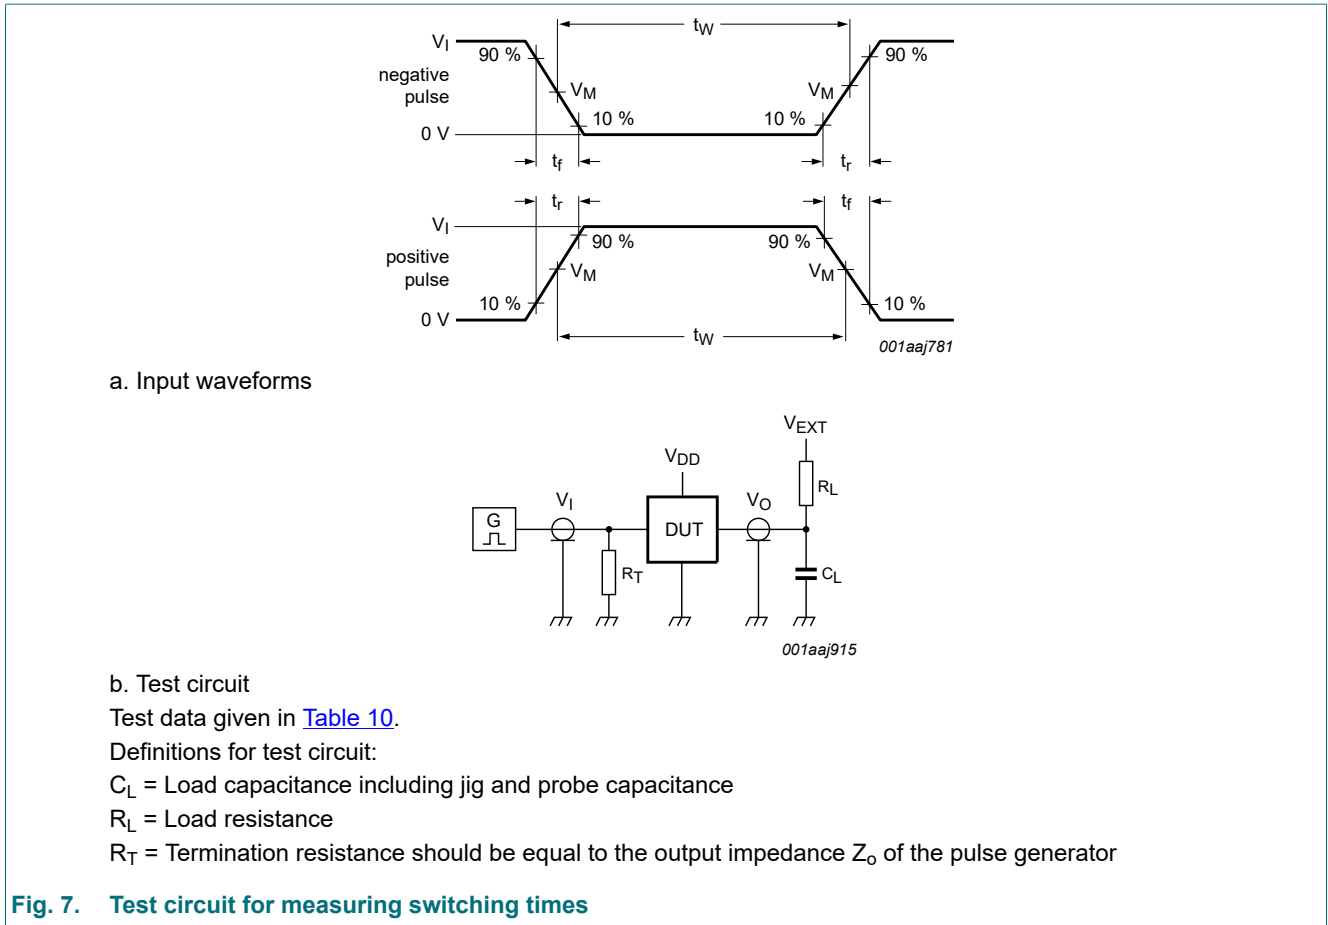 tW
VI
90 %
90 %
negative
pulse
VM
VM
10 %
10 %
0 V
tf
tr
tr
tf
VI
90 %
90 %
positive
pulse
VM
VM
10 %
10 %
0 V
tW
001aaj781
a. Input waveforms
VEXT
VDD
RL
VI
VO
G
DUT
RT
CL
001aaj915
b. Test circuit
Test data given in Table 10.
Definitions for test circuit:
CL = Load capacitance including jig and probe capacitance
RL = Load resistance
RT = Termination resistance should be equal to the output impedance Zo of the pulse generator
Fig. 7. Test circuit for measuring switching times